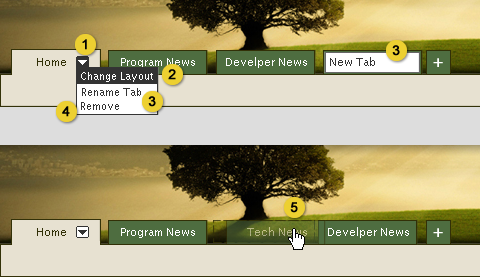 1
Home Program News Develper News New Tab 3 +
Change Layout 2
Rename Tab 3
4 Remove
5
Home Program News Tech News Develper News +